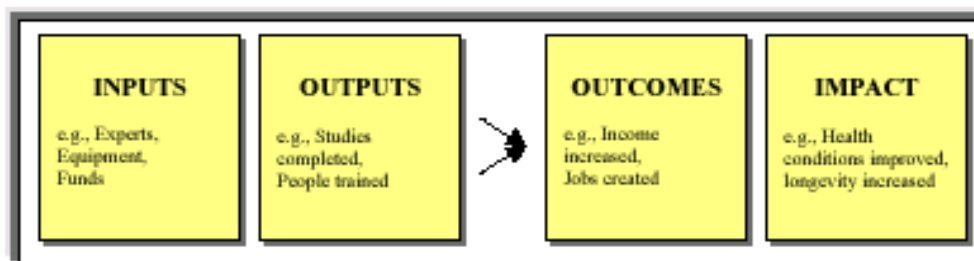 INPUTS
e.g., Experts,
Equipment,
Funds
OUTPUTS
e.g., Studies
completed,
People trained
OUTCOMES
e.g., Income
increased,
Jobs created
IMPACT
e.g., Health
conditions improved,
longevity increased